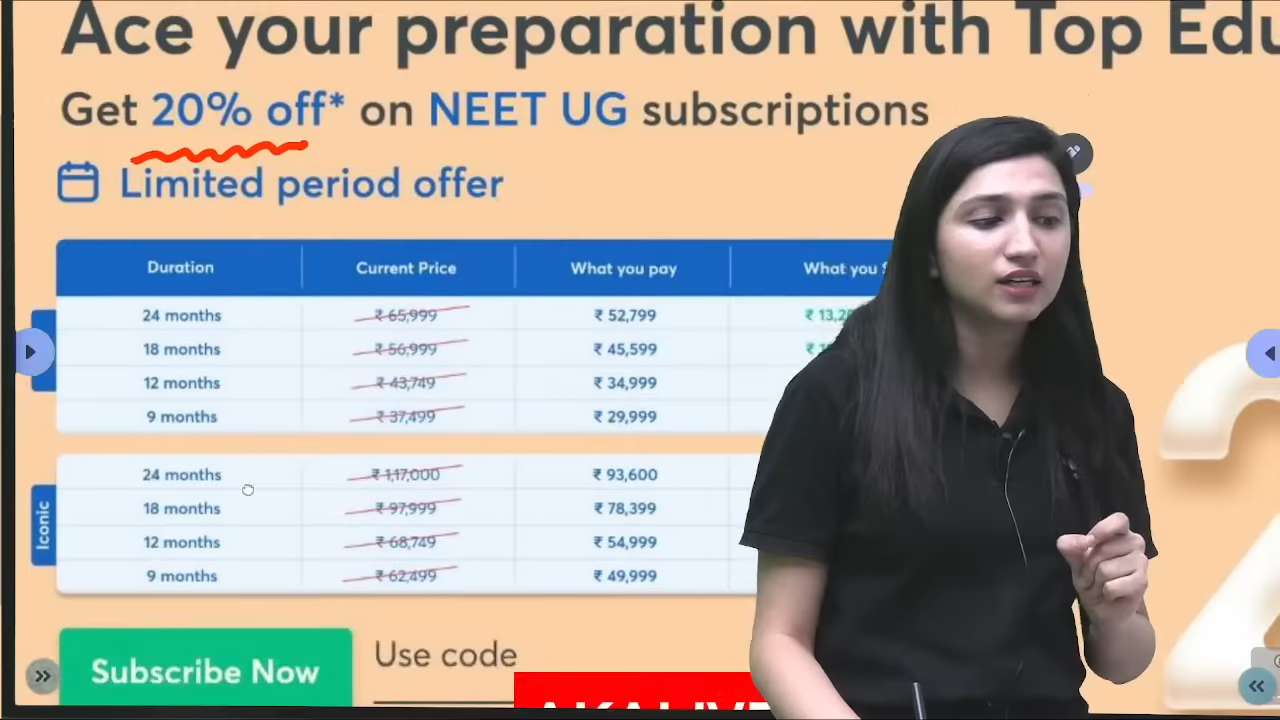 Ace your preparation with Top
Get 20% off* on NEET UG subscriptions
Limited period offer
Duration Current Price What you pay What you
24 months ₹ 65,999 ₹ 52,799
18 months ₹ 56,999 ₹ 45,599
12 months ₹ 43,749 ₹ 34,999
9 months ₹ 37,499 ₹ 29,999
Iconic
24 months ₹ 1,17,000 ₹ 93,600
18 months ₹ 97,999 ₹ 78,399
12 months ₹ 68,749 ₹ 54,999
9 months ₹ 62,499 ₹ 49,999
Subscribe Now Use code